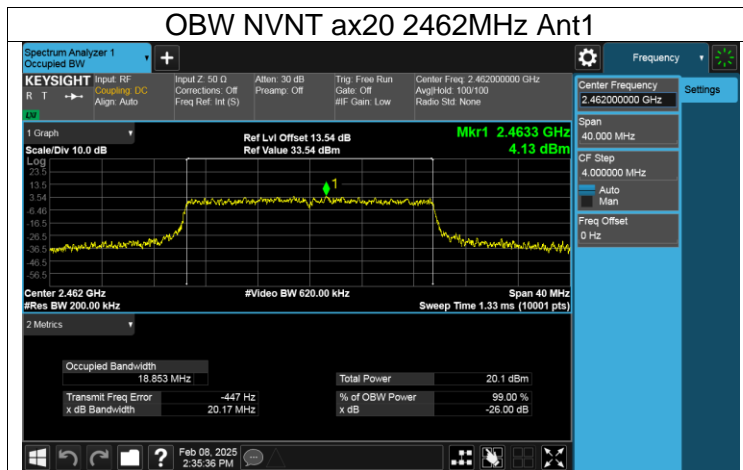 OBW NVNT ax20 2462MHz Ant1
Spectrum Analyzer 1
Occupied BW
Frequency
KEYSIGHT
R T
LXI
Input: RF
Coupling: DC
Align: Auto
Input Z: 50 Ω
Corrections: Off
Freq Ref: Int (S)
Atten: 30 dB
Preamp: Off
Trig: Free Run
Gate: Off
#IF Gain: Low
Center Freq: 2.462000000 GHz
Avg|Hold: 100/100
Radio Std: None
Center Frequency
2.462000000 GHz
Settings
Span
40.000 MHz
CF Step
4.000000 MHz
Auto
Man
Freq Offset
0 Hz
1 Graph
Scale/Div 10.0 dB
Ref Lvl Offset 13.54 dB
Ref Value 33.54 dBm
Mkr1 2.4633 GHz
4.13 dBm
Log
23.5
13.5
3.54
-6.46
-16.5
-26.5
-36.5
-46.5
-56.5
1
Center 2.462 GHz
#Video BW 620.00 kHz
Span 40 MHz
#Res BW 200.00 kHz
Sweep Time 1.33 ms (10001 pts)
2 Metrics
Occupied Bandwidth
18.853 MHz
Total Power 20.1 dBm
Transmit Freq Error -447 Hz
% of OBW Power 99.00 %
x dB Bandwidth 20.17 MHz
x dB -26.00 dB
?
Feb 08, 2025
2:35:36 PM